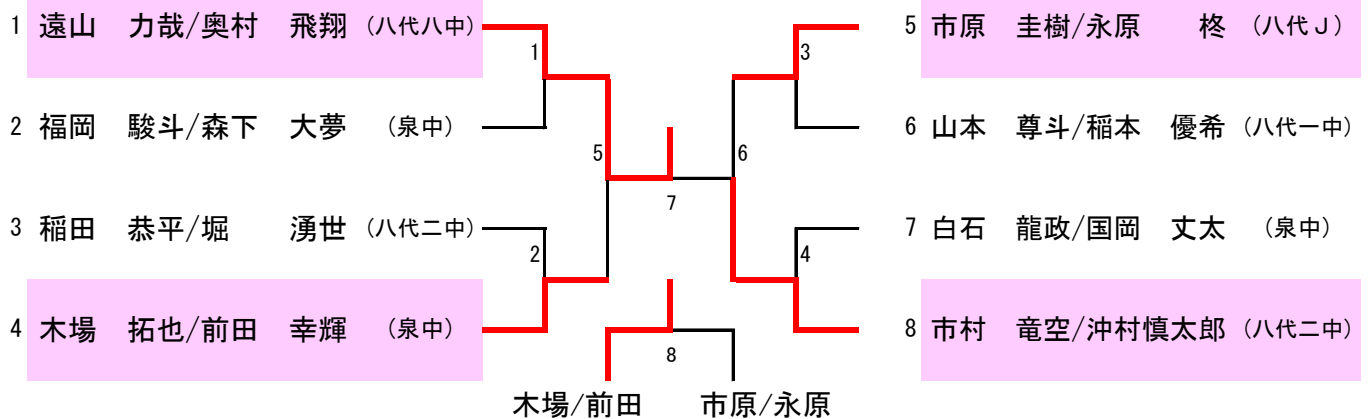 1 遠山 力哉/奥村 飛翔 (八代八中)
1
2 福岡 駿斗/森下 大夢 (泉中)
5
3 稲田 恭平/堀 湧世 (八代二中)
2
4 木場 拓也/前田 幸輝 (泉中)
7
8
木場/前田 市原/永原
5 市原 圭樹/永原 柊 (八代J)
3
6 山本 尊斗/稲本 優希 (八代一中)
6
7 白石 龍政/国岡 丈太 (泉中)
4
8 市村 竜空/沖村慎太郎 (八代二中)